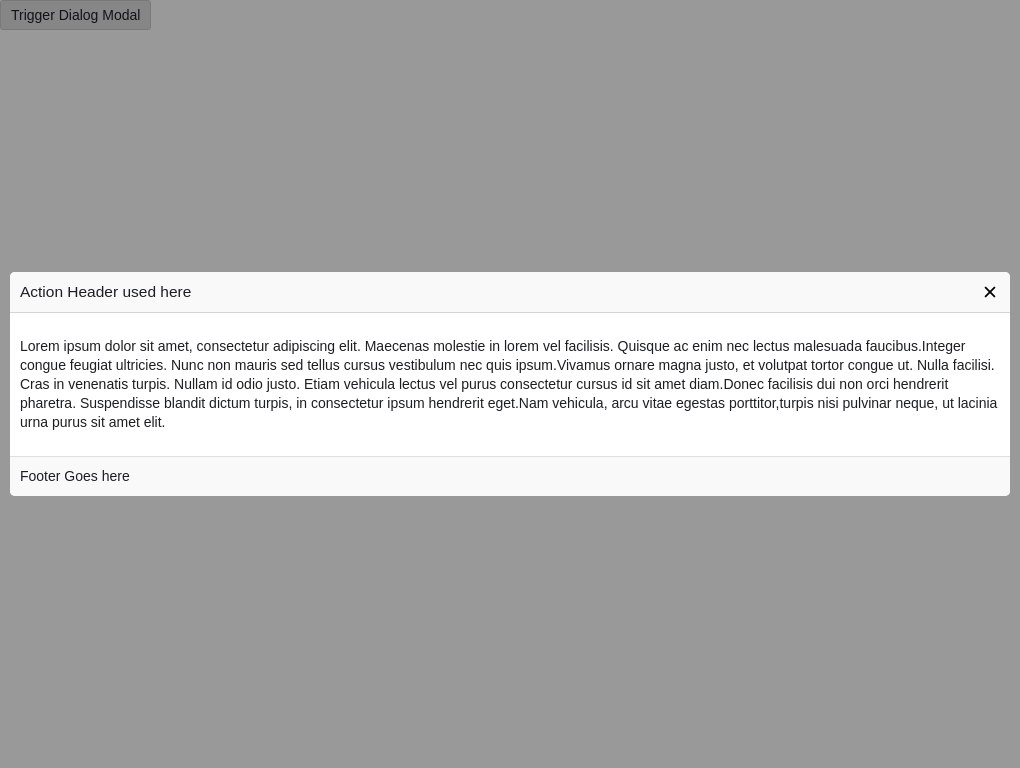 Trigger Dialog Modal
Action Header used here
Lorem ipsum dolor sit amet, consectetur adipiscing elit. Maecenas molestie in lorem vel facilisis. Quisque ac enim nec lectus malesuada faucibus.Integer
congue feugiat ultricies. Nunc non mauris sed tellus cursus vestibulum nec quis ipsum.Vivamus ornare magna justo, et volutpat tortor congue ut. Nulla facilisi.
Cras in venenatis turpis. Nullam id odio justo. Etiam vehicula lectus vel purus consectetur cursus id sit amet diam.Donec facilisis dui non orci hendrerit
pharetra. Suspendisse blandit dictum turpis, in consectetur ipsum hendrerit eget.Nam vehicula, arcu vitae egestas porttitor,turpis nisi pulvinar neque, ut lacinia
urna purus sit amet elit.
Footer Goes here